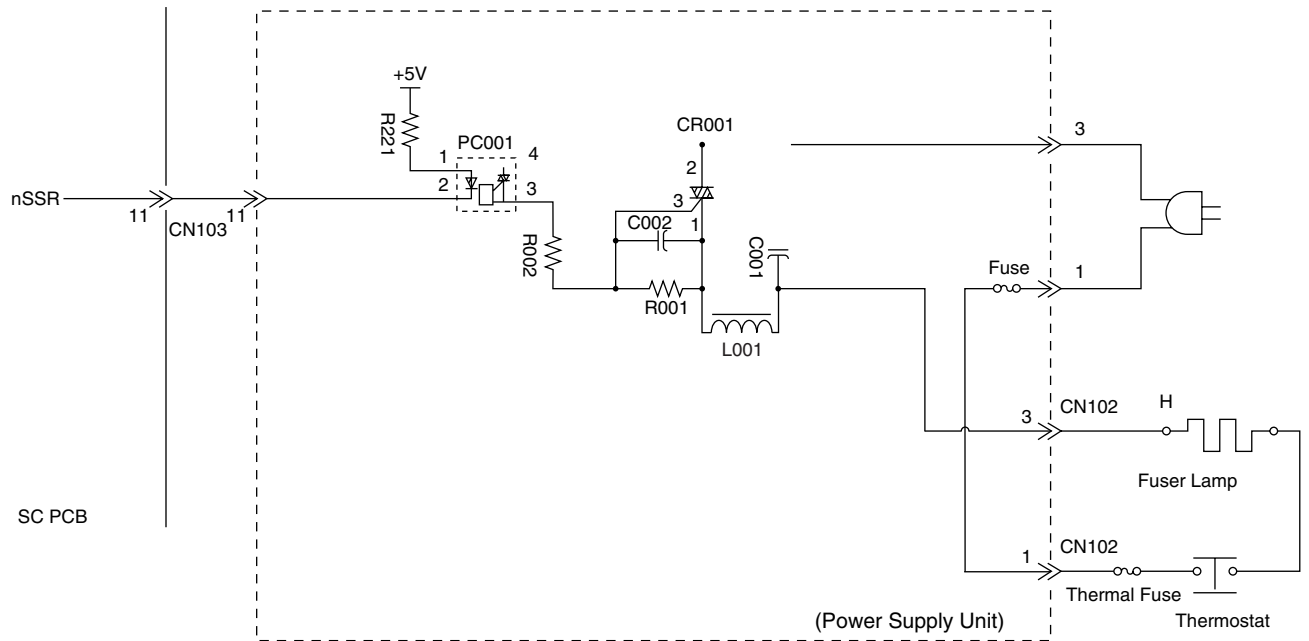 +5V
R221
PC001
1
4
2
3
nSSR
11
CN103
11
CR001
2
3
1
C002
R002
R001
C001
L001
3
Fuse
1
3
CN102
H
Fuser Lamp
1
CN102
Thermal Fuse
Thermostat
SC PCB
(Power Supply Unit)